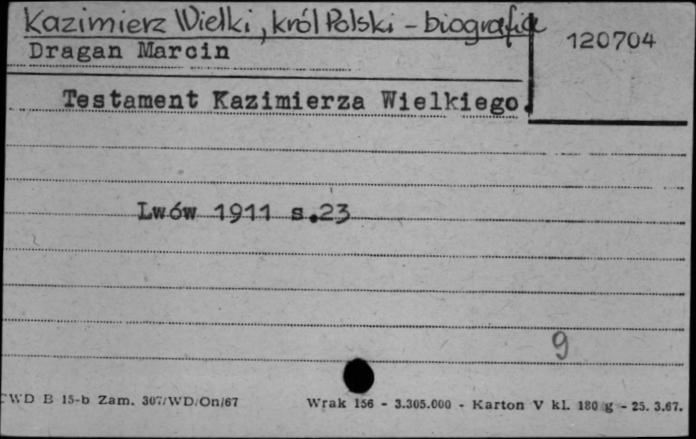 Kazimierz Wielki, król Polski - biografia
120704
Dragan Marcin
Testament Kazimierza Wielkiego.
Lwów 1911 s.23
9
CWD B 15-b Zam. 307/WD/On/67 Wrak 156 - 3.305.000 - Karton V kl. 180 g - 25. 3.67.